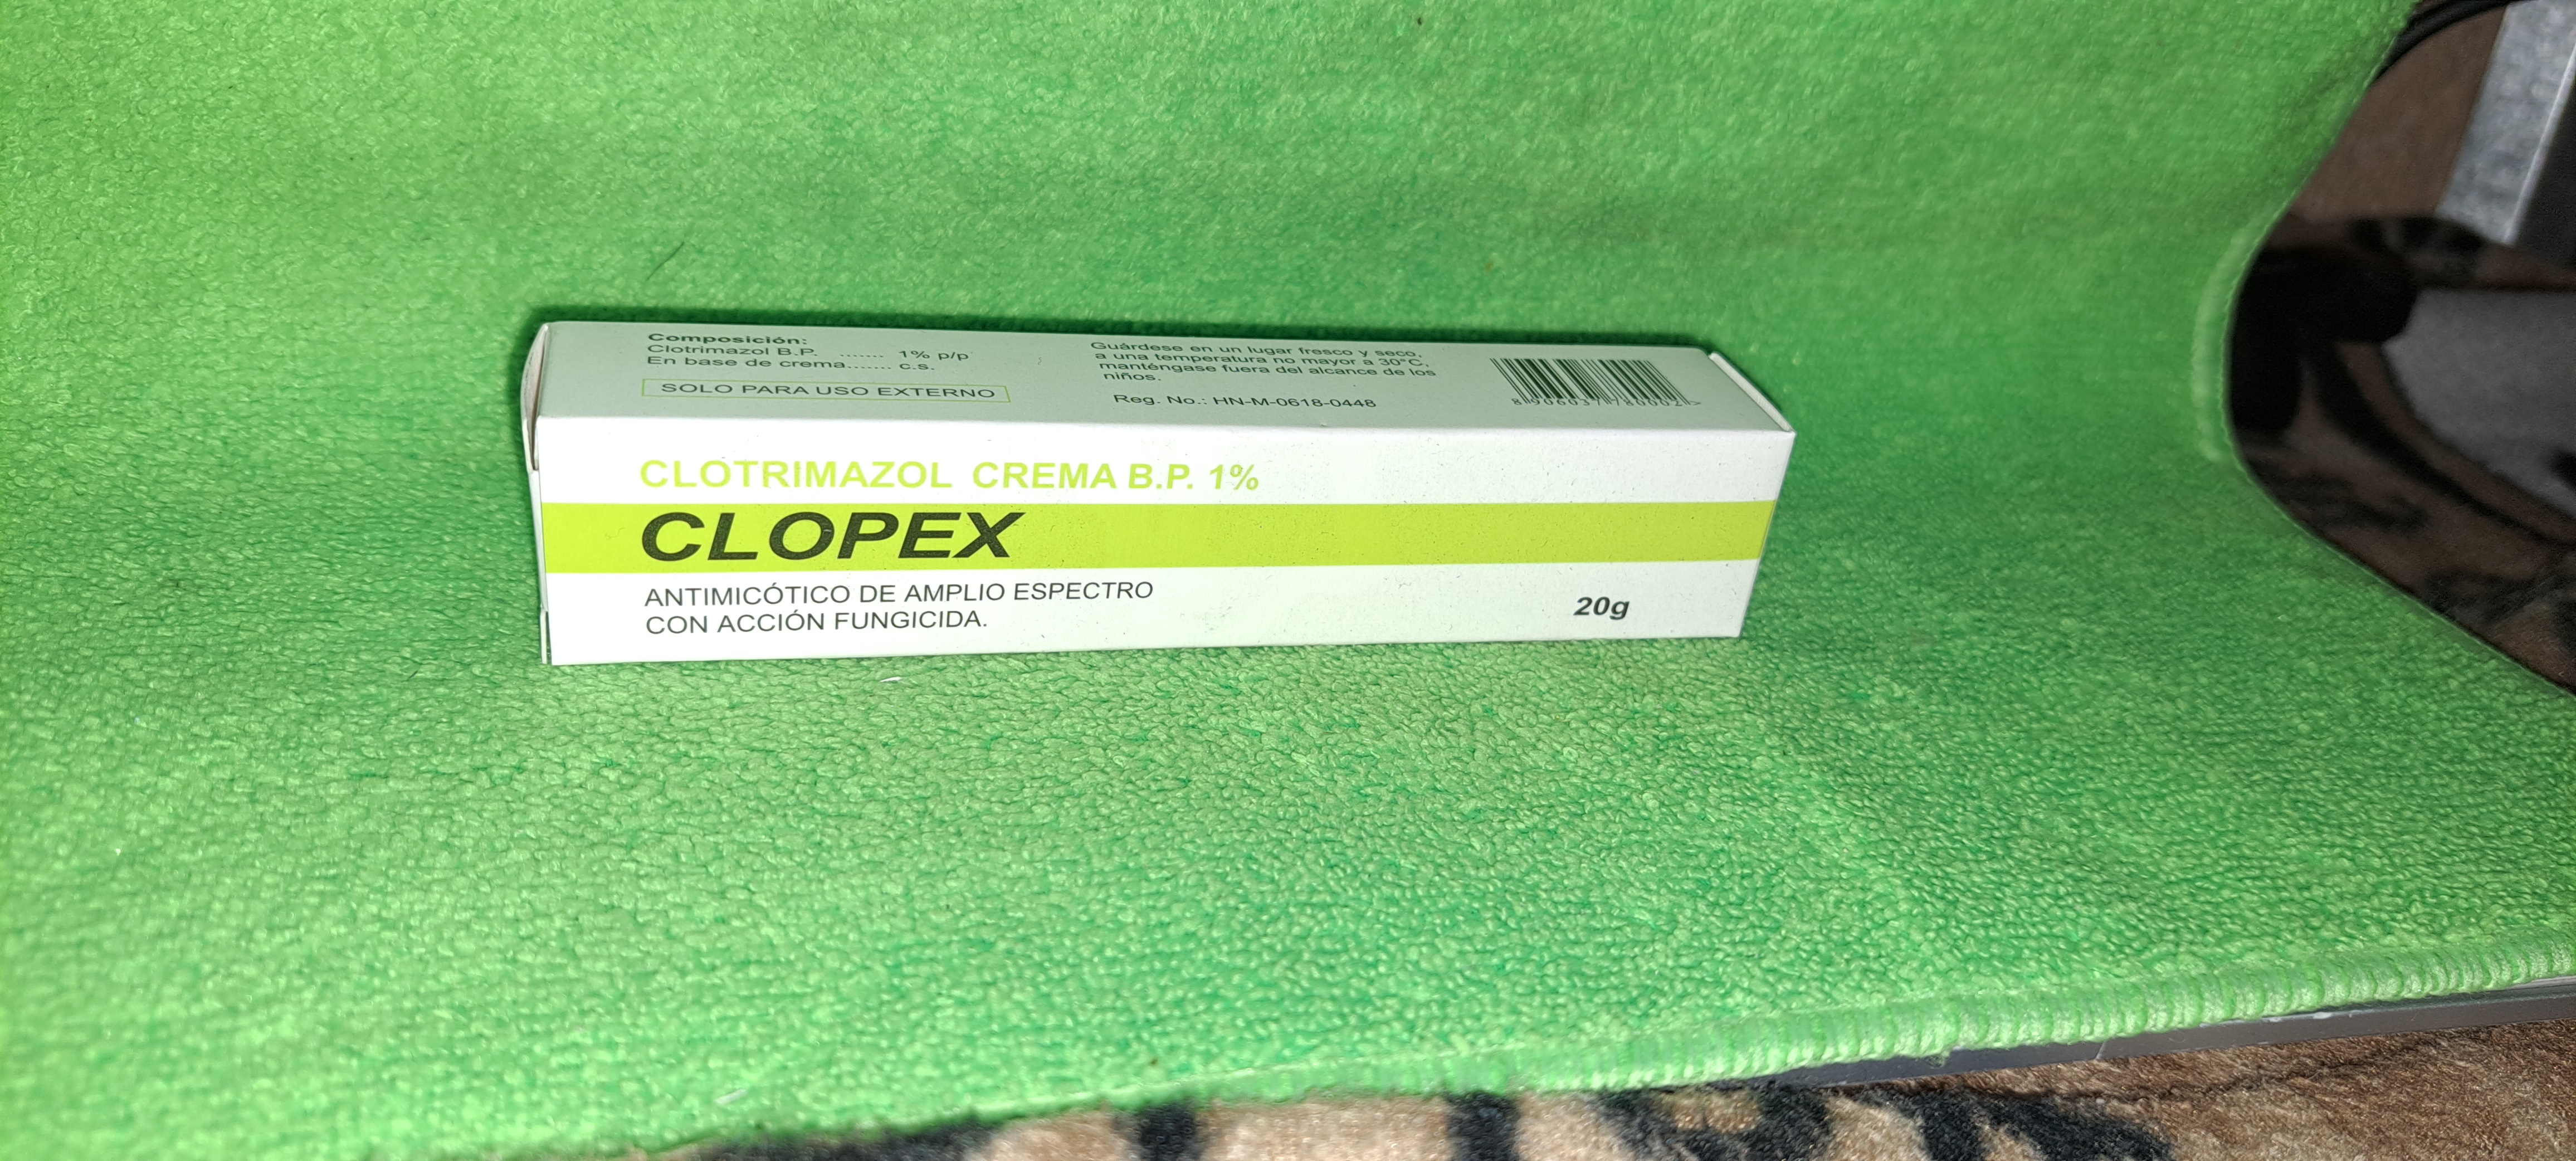 Composición:
Clotrimazol B.P. ....... 1% p/p
En base de crema....... c.s.
SOLO PARA USO EXTERNO
Guárdese en un lugar fresco y seco,
a una temperatura no mayor a 30°C,
manténgase fuera del alcance de los
niños.
Reg. No.: HN-M-0618-0448
CLOTRIMAZOL CREMA B.P. 1%
CLOPEX
ANTIMICÓTICO DE AMPLIO ESPECTRO
CON ACCIÓN FUNGICIDA.
20g